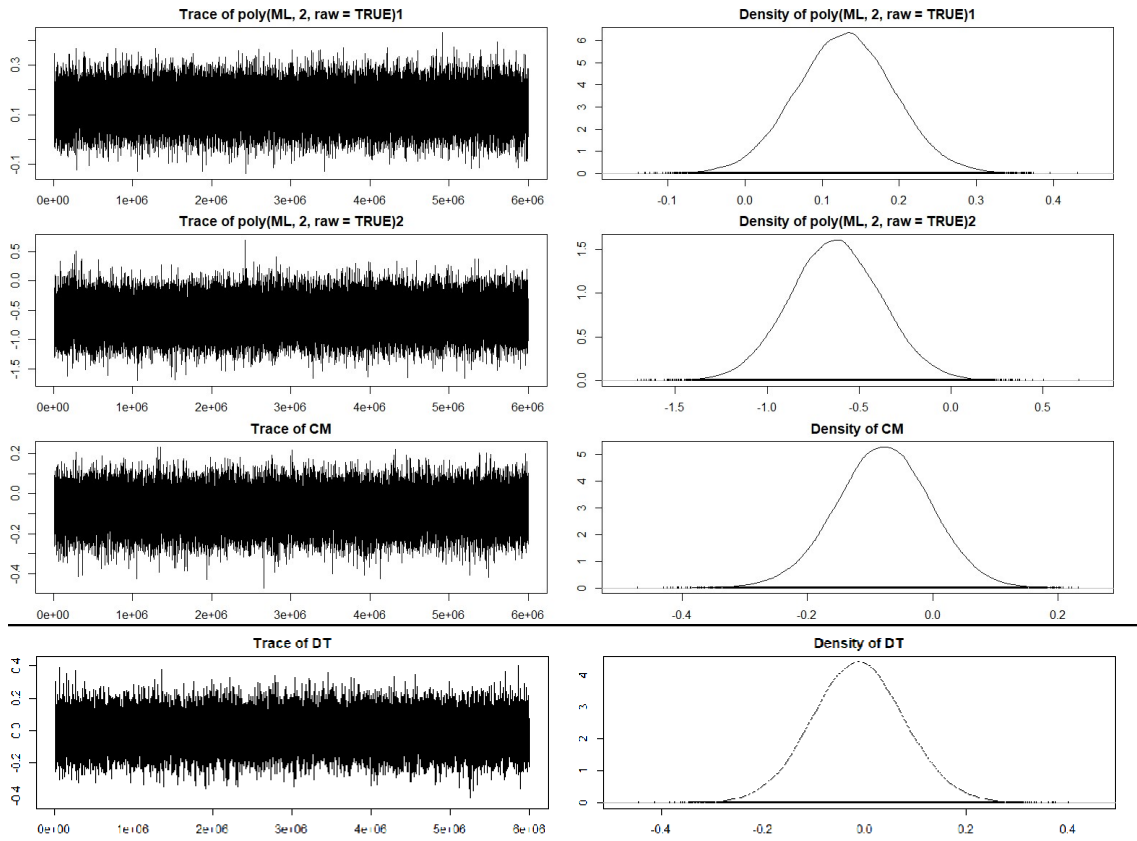 Trace of poly(ML, 2, raw = TRUE)1
Density of poly(ML, 2, raw = TRUE)1
0.3
0.1
-0.1
0e+00 1e+06 2e+06 3e+06 4e+06 5e+06 6e+06
6
5
4
3
2
1
0
-0.1 0.0 0.1 0.2 0.3 0.4
Trace of poly(ML, 2, raw = TRUE)2
Density of poly(ML, 2, raw = TRUE)2
0.5
0.0
-0.5
-1.0
-1.5
0e+00 1e+06 2e+06 3e+06 4e+06 5e+06 6e+06
1.5
1.0
0.5
0.0
-1.5 -1.0 -0.5 0.0 0.5
Trace of CM
Density of CM
0.2
0.0
-0.2
-0.4
0e+00 1e+06 2e+06 3e+06 4e+06 5e+06 6e+06
5
4
3
2
1
0
-0.4 -0.2 0.0 0.2
Trace of DT
Density of DT
0.4
0.2
0.0
-0.2
-0.4
0e+00 1e+06 2e+06 3e+06 4e+06 5e+06 6e+06
4
3
2
1
0
-0.4 -0.2 0.0 0.2 0.4